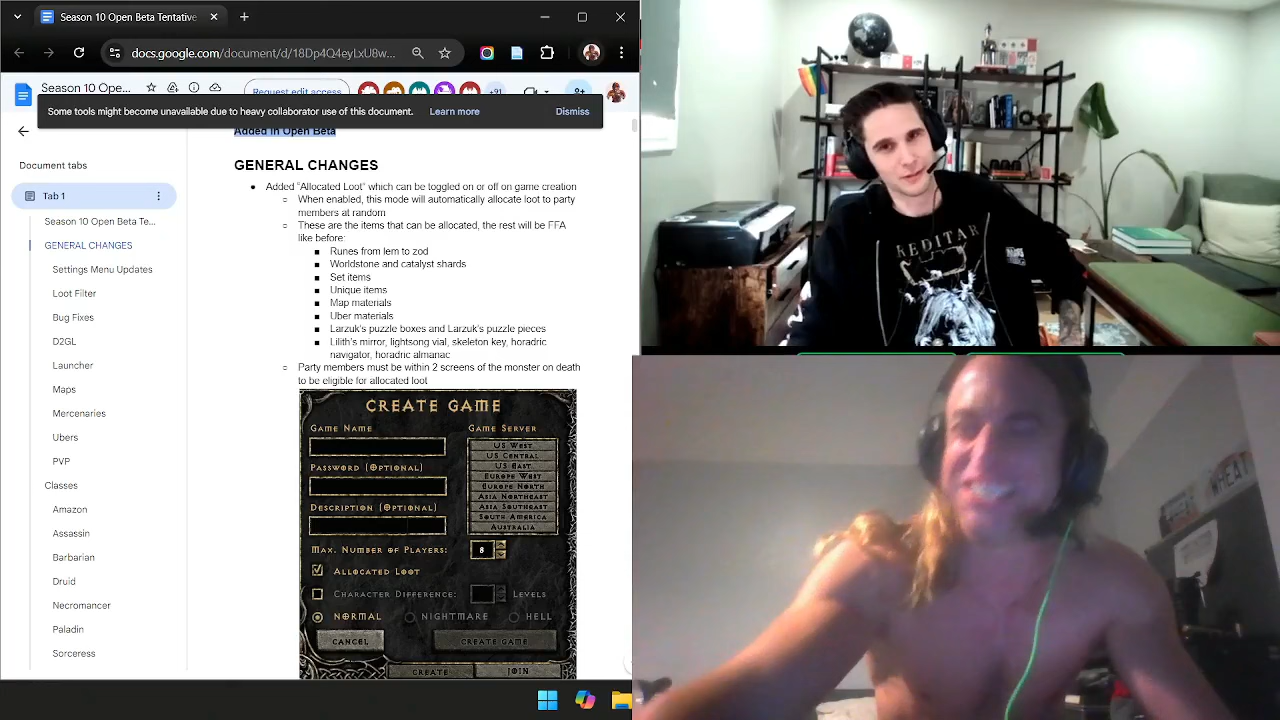 Season 10 Open Beta Tentative
docs.google.com/document/d/18Dp4Q4eyLxU8w...
Season 10 Ope...
Request edit access
+91
9+
Some tools might become unavailable due to heavy collaborator use of this document.
Learn more
Dismiss
Added in Open Beta
Document tabs
Tab 1
Season 10 Open Beta Te...
GENERAL CHANGES
Settings Menu Updates
Loot Filter
Bug Fixes
D2GL
Launcher
Maps
Mercenaries
Ubers
PVP
Classes
Amazon
Assassin
Barbarian
Druid
Necromancer
Paladin
Sorceress
GENERAL CHANGES
Added "Allocated Loot" which can be toggled on or off on game creation
When enabled, this mode will automatically allocate loot to party
members at random
These are the items that can be allocated, the rest will be FFA
like before:
Runes from lem to zod
Worldstone and catalyst shards
Set items
Unique items
Map materials
Uber materials
Larzuk's puzzle boxes and Larzuk's puzzle pieces
Lilith's mirror, lightsong vial, skeleton key, horadric
navigator, horadric almanac
Party members must be within 2 screens of the monster on death
to be eligible for allocated loot
CREATE GAME
GAME NAME
GAME SERVER
US WEST
US CENTRAL
US EAST
EUROPE WEST
EUROPE NORTH
ASIA NORTHEAST
ASIA SOUTHEAST
SOUTH AMERICA
AUSTRALIA
PASSWORD (OPTIONAL)
DESCRIPTION (OPTIONAL)
MAX. NUMBER OF PLAYERS: 8
ALLOCATED LOOT
CHARACTER DIFFERENCE: LEVELS
NORMAL NIGHTMARE HELL
CANCEL CREATE GAME
CREATE JOIN
WHEAT